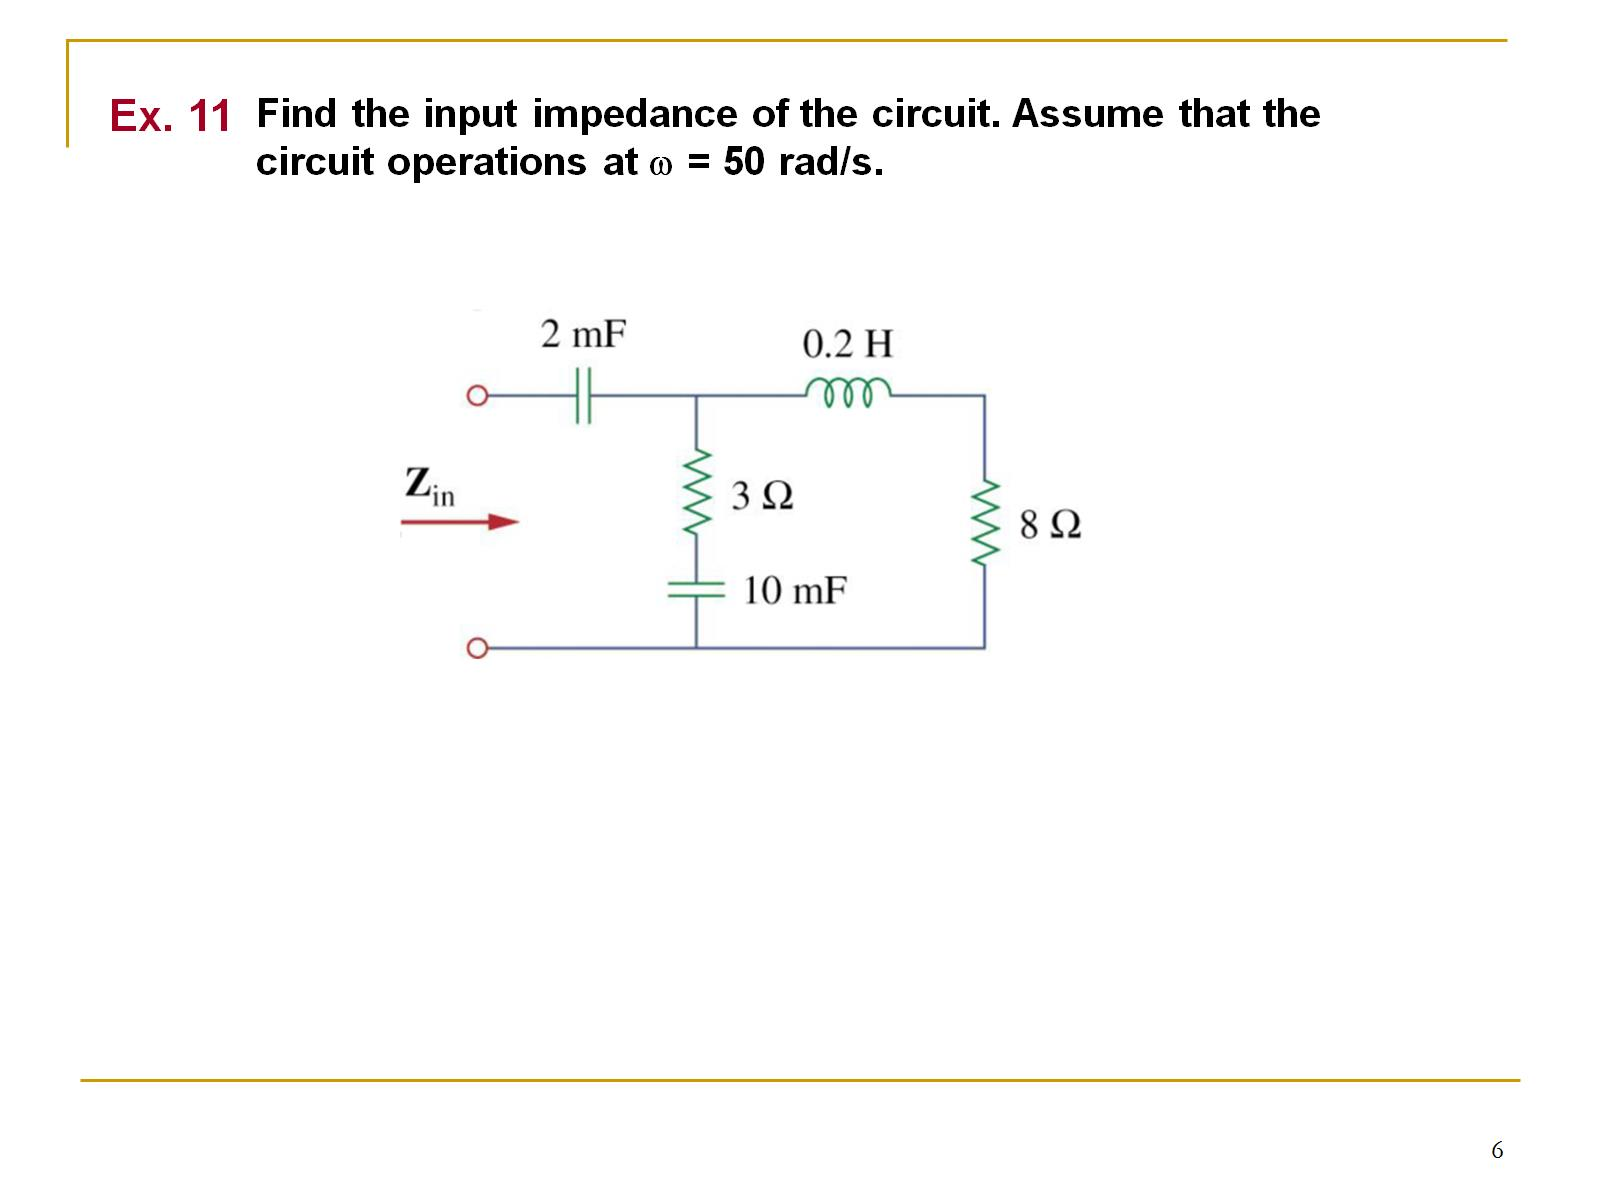 Ex. 11 Find the input impedance of the circuit. Assume that the
circuit operations at ω = 50 rad/s.
2 mF
0.2 H
Zin
3 Ω
8 Ω
10 mF
6